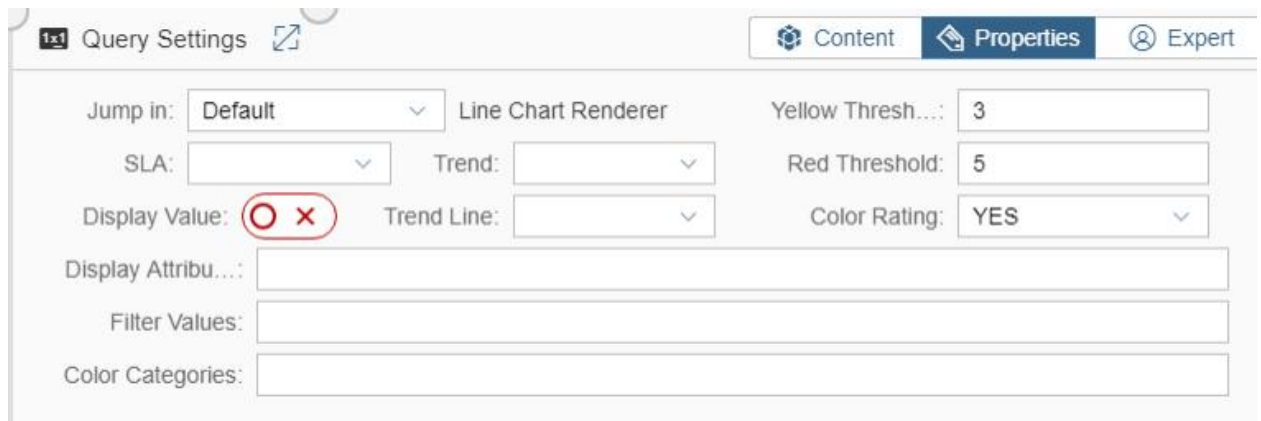 1x1 Query Settings Content Properties Expert
Jump in: Default Line Chart Renderer Yellow Thresh...: 3
SLA: Trend: Red Threshold: 5
Display Value: Trend Line: Color Rating: YES
Display Attribu...:
Filter Values:
Color Categories: